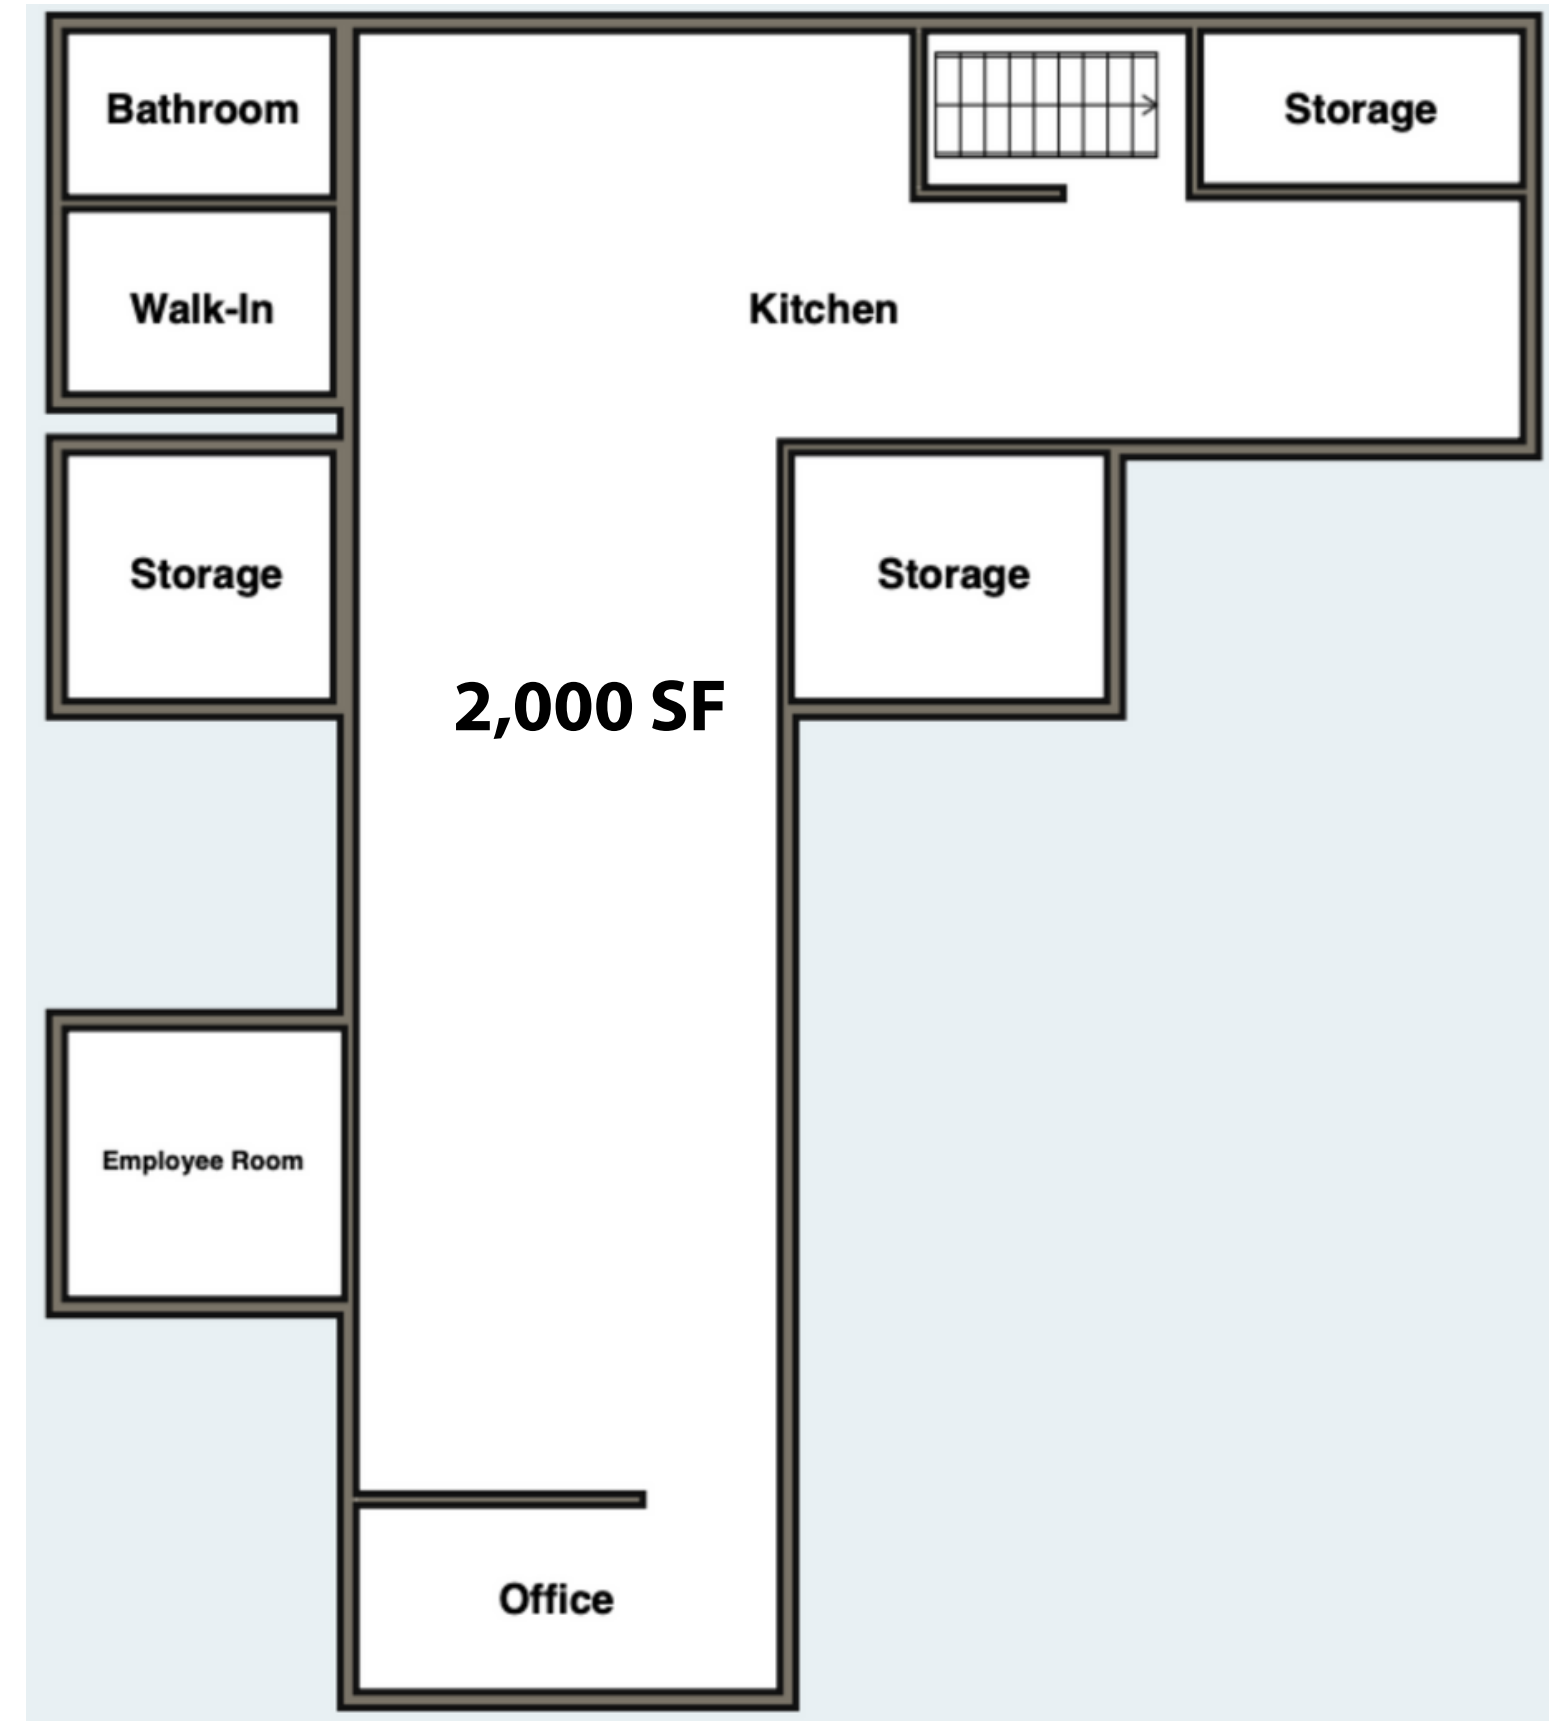 Bathroom
Storage
Walk-In
Kitchen
Storage
Storage
2,000 SF
Employee Room
Office